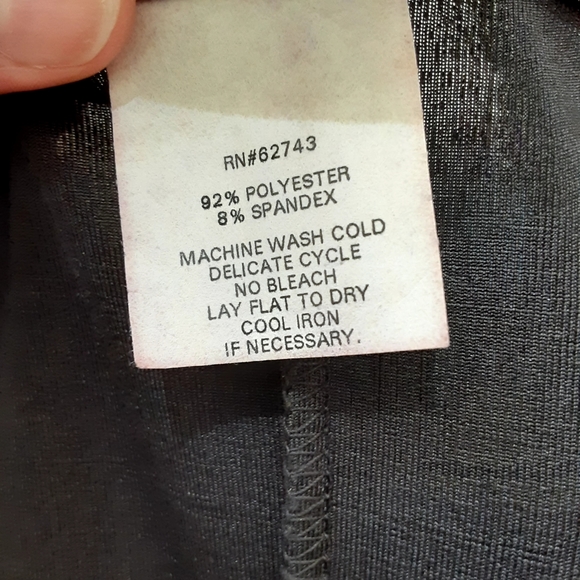 RN#62743
92% POLYESTER
8% SPANDEX
MACHINE WASH COLD
DELICATE CYCLE
NO BLEACH
LAY FLAT TO DRY
COOL IRON
IF NECESSARY.